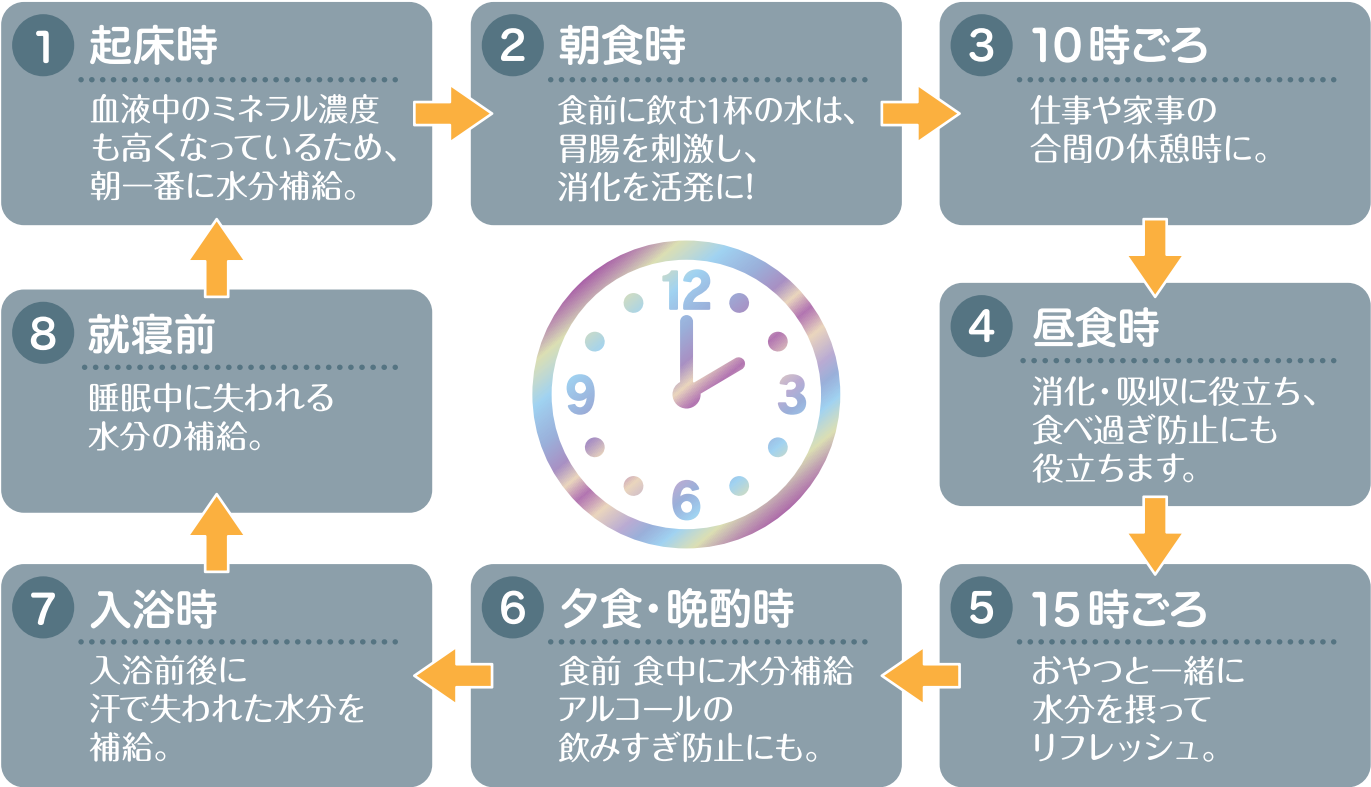 1 起床時
血液中のミネラル濃度
も高くなっているため、
朝一番に水分補給。
2 朝食時
食前に飲む1杯の水は、
胃腸を刺激し、
消化を活発に!
3 10時ごろ
仕事や家事の
合間の休憩時に。
4 昼食時
消化・吸収に役立ち、
食べ過ぎ防止にも
役立ちます。
5 15時ごろ
おやつと一緒に
水分を摂って
リフレッシュ。
6 夕食・晩酌時
食前 食中に水分補給
アルコールの
飲みすぎ防止にも。
7 入浴時
入浴前後に
汗で失われた水分を
補給。
8 就寝前
睡眠中に失われる
水分の補給。
12
3
6
9